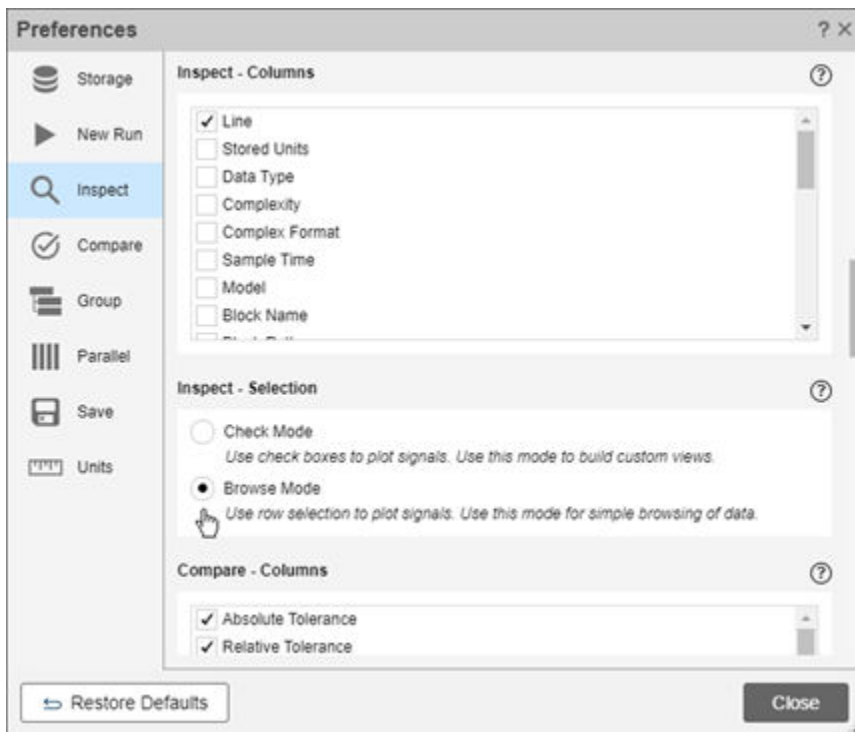 Preferences
? ×
Storage
New Run
Inspect
Compare
Group
Parallel
Save
Units
Inspect - Columns
?
Line
Stored Units
Data Type
Complexity
Complex Format
Sample Time
Model
Block Name
Inspect - Selection
?
Check Mode
Use check boxes to plot signals. Use this mode to build custom views.
Browse Mode
Use row selection to plot signals. Use this mode for simple browsing of data.
Compare - Columns
?
Absolute Tolerance
Relative Tolerance
Restore Defaults
Close